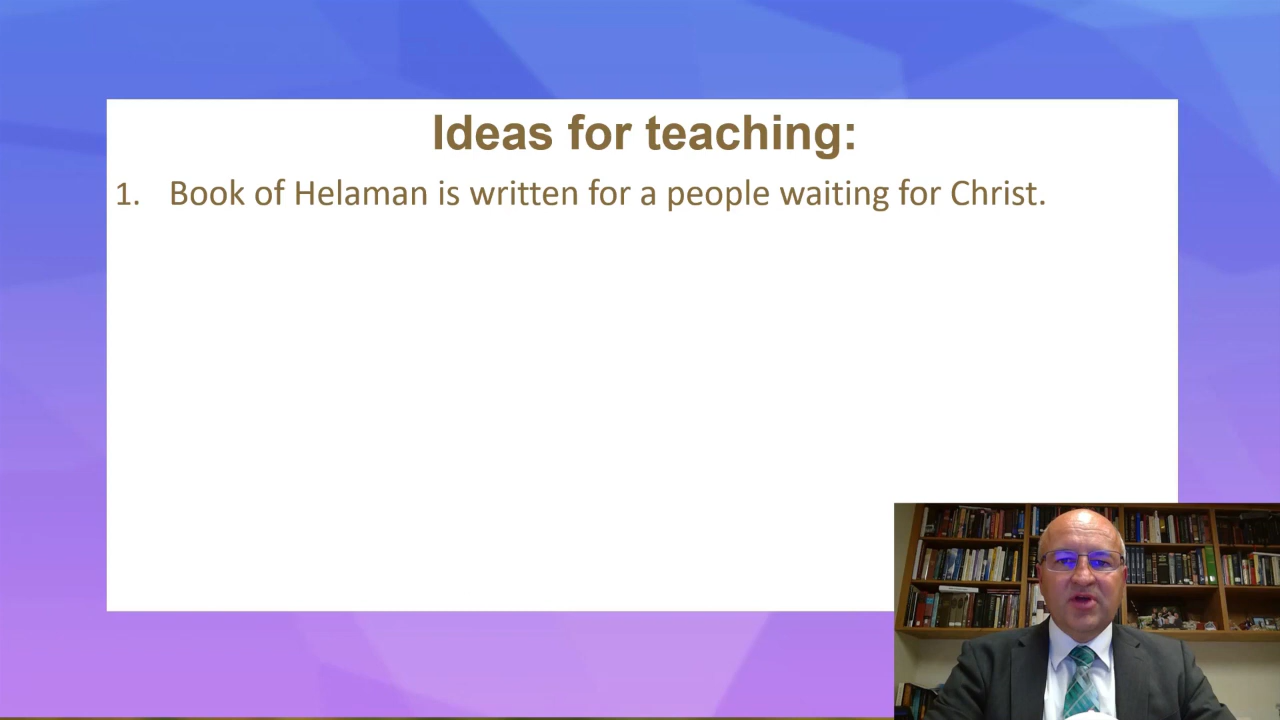 Ideas for teaching:
1. Book of Helaman is written for a people waiting for Christ.